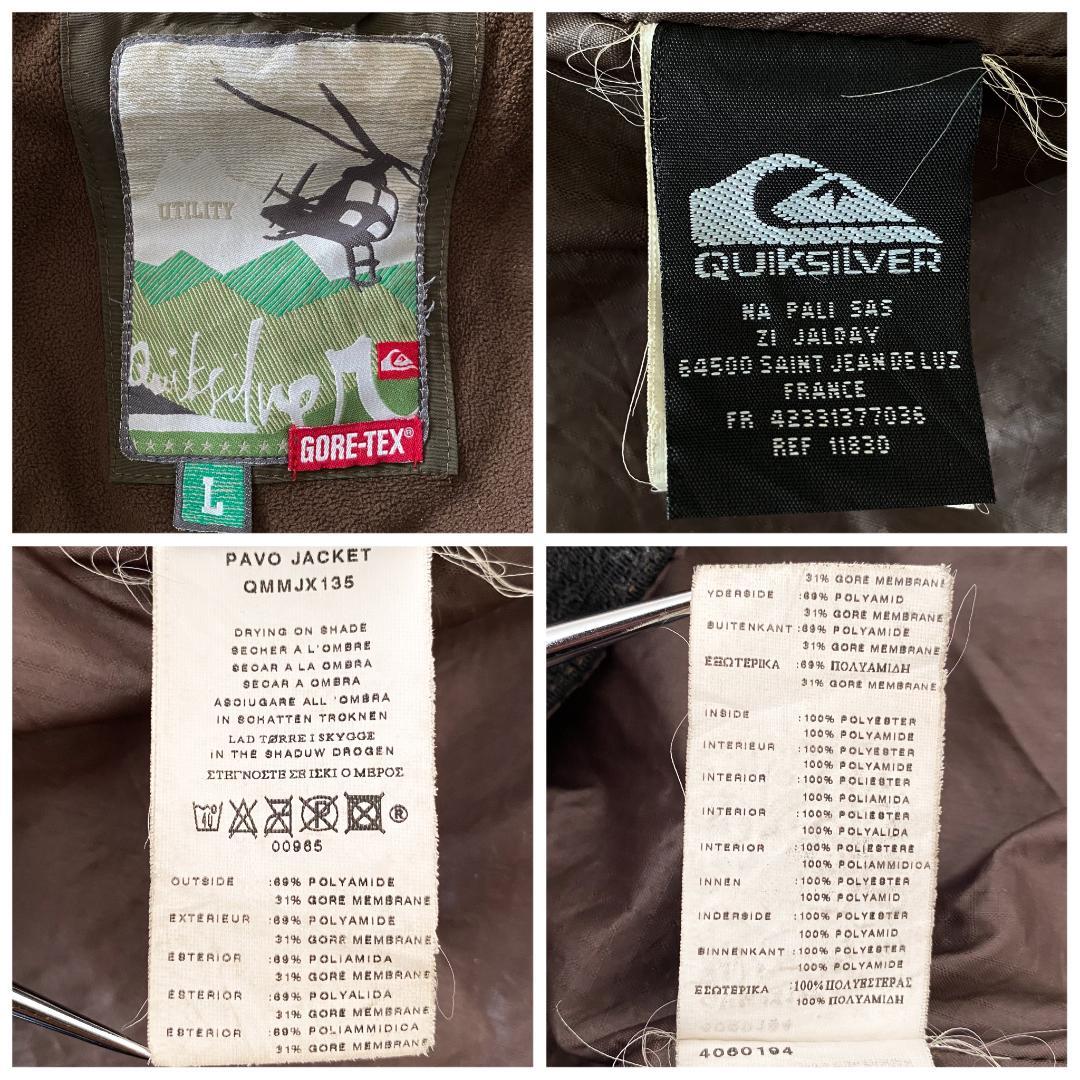 UTILITY
Quiksilver
GORE-TEX®
L
QUIKSILVER
NA PALI SAS
ZI JALDAY
64500 SAINT JEAN DE LUZ
FRANCE
FR 42331377036
REF 11830
PAVO JACKET
QMMJX135
DRYING ON SHADE
SECHER A L'OMBRE
SECAR A LA OMBRA
SECAR A OMBRA
ASCIUGARE ALL 'OMBRA
IN SCHATTEN TROKNEN
LAD TØRRE I SKYGGE
IN THE SHADUW DROGEN
ΣΤΕΓΝΟΣΤΕ ΣΕ ΙΣΚΙ Ο ΜΕΡΟΣ
40 P ®
00965
OUTSIDE :69% POLYAMIDE
31% GORE MEMBRANE
EXTERIEUR :69% POLYAMIDE
31% GORE MEMBRANE
ESTERIOR :69% POLIAMIDA
31% GORE MEMBRANE
ESTERIOR :69% POLYALIDA
31% GORE MEMBRANE
ESTERIOR :69% POLIAMMIDICA
31% GORE MEMBRANE
31% GORE MEMBRANE
YDERSIDE :69% POLYAMID
31% GORE MEMBRANE
BUITENKANT :69% POLYAMIDE
31% GORE MEMBRANE
ΕΞΩΤΕΡΙΚΑ :69% ΠΟΛΥΑΜΙΔΗ
31% GORE MEMBRANE
INSIDE :100% POLYESTER
100% POLYAMIDE
INTERIEUR :100% POLYESTER
100% POLYAMIDE
INTERIOR :100% POLIESTER
100% POLIAMIDA
INTERIOR :100% POLIESTER
100% POLYALIDA
INTERIOR :100% POLIESTERE
100% POLIAMMIDICA
INNEN :100% POLYESTER
100% POLYAMID
INDERSIDE :100% POLYESTER
100% POLYAMID
BINNENKANT :100% POLYESTER
100% POLYAMIDE
ΕΣΩΤΕΡΙΚΑ :100% ΠΟΛΥΕΣΤΕΡΑΣ
100% ΠΟΛΥΑΜΙΔΗ
4060194